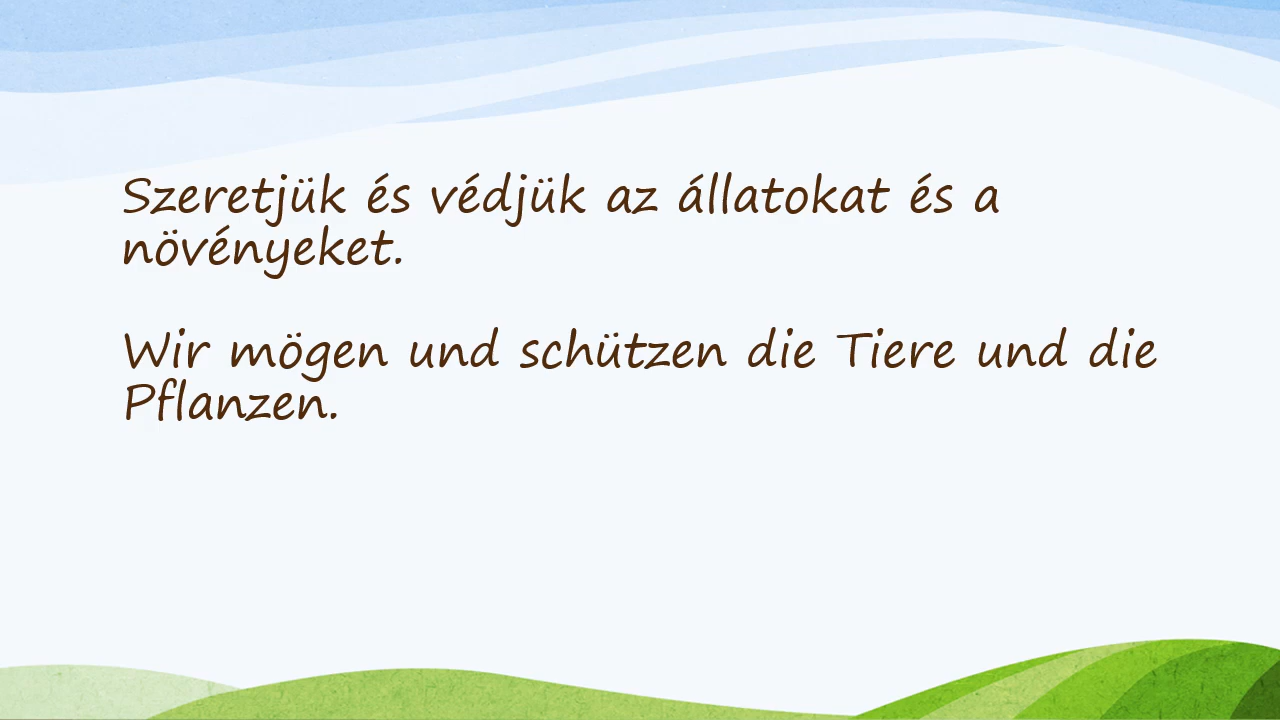 Szeretjük és védjük az állatokat és a
növényeket.
Wir mögen und schützen die Tiere und die
Pflanzen.